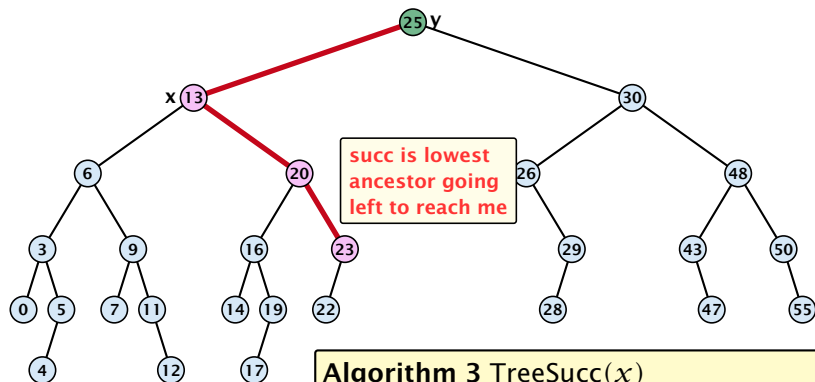 25 y
x 13 30
6 20 26 48
succ is lowest
ancestor going
left to reach me
3 9 16 23 29 43 50
0 5 7 11 14 19 22 28 47 55
4 12 17
Algorithm 3 TreeSucc(x)